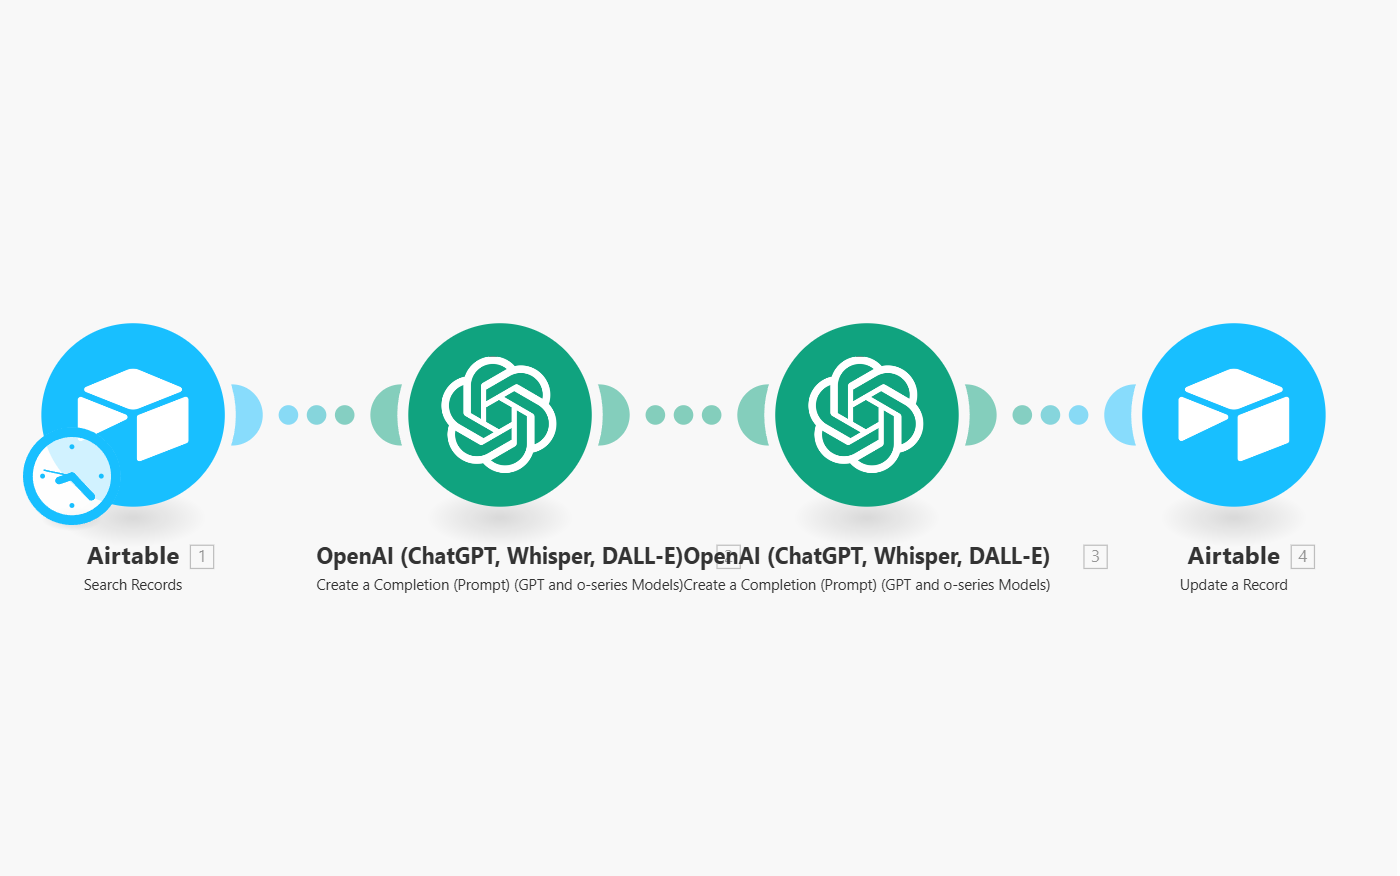 Airtable 1
Search Records
OpenAI (ChatGPT, Whisper, DALL-E) 2
Create a Completion (Prompt) (GPT and o-series Models)
OpenAI (ChatGPT, Whisper, DALL-E) 3
Create a Completion (Prompt) (GPT and o-series Models)
Airtable 4
Update a Record